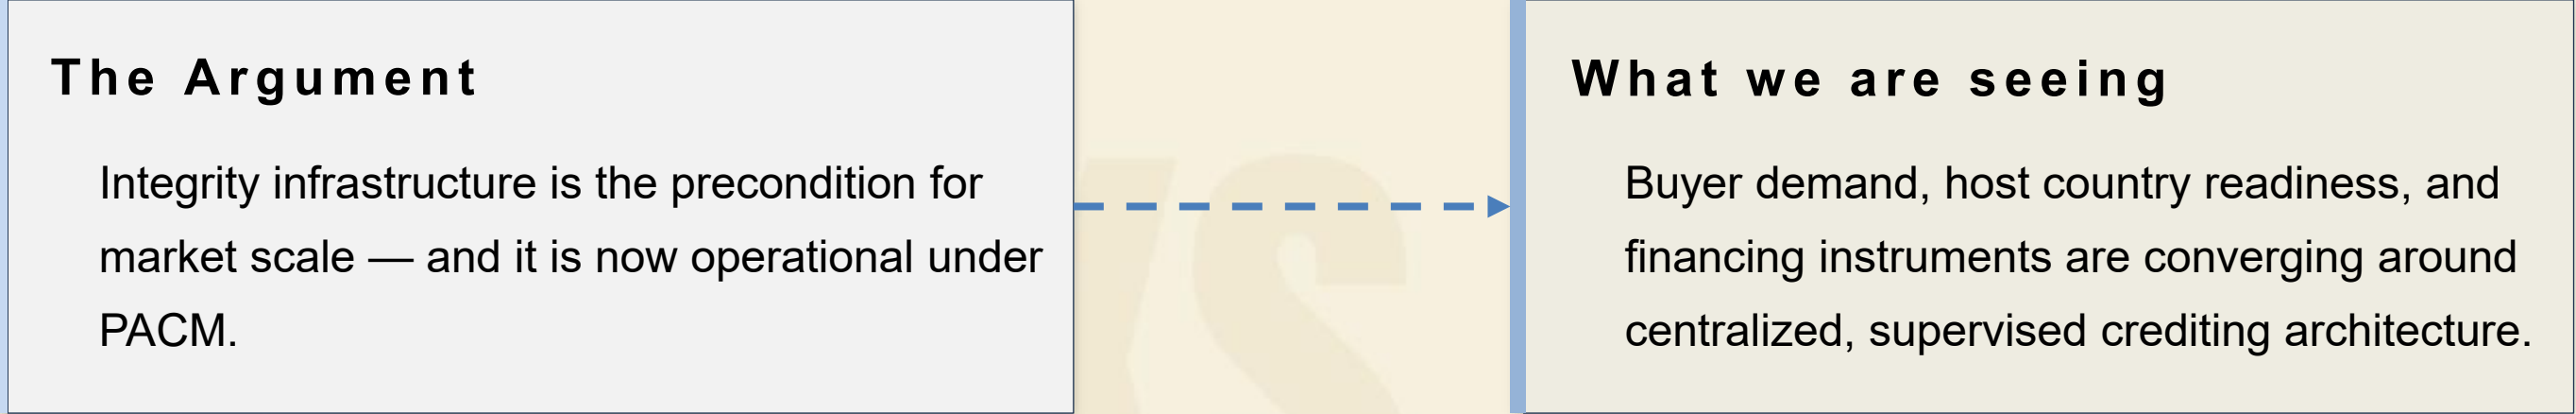 The Argument
Integrity infrastructure is the precondition for
market scale — and it is now operational under
PACM.
What we are seeing
Buyer demand, host country readiness, and
financing instruments are converging around
centralized, supervised crediting architecture.